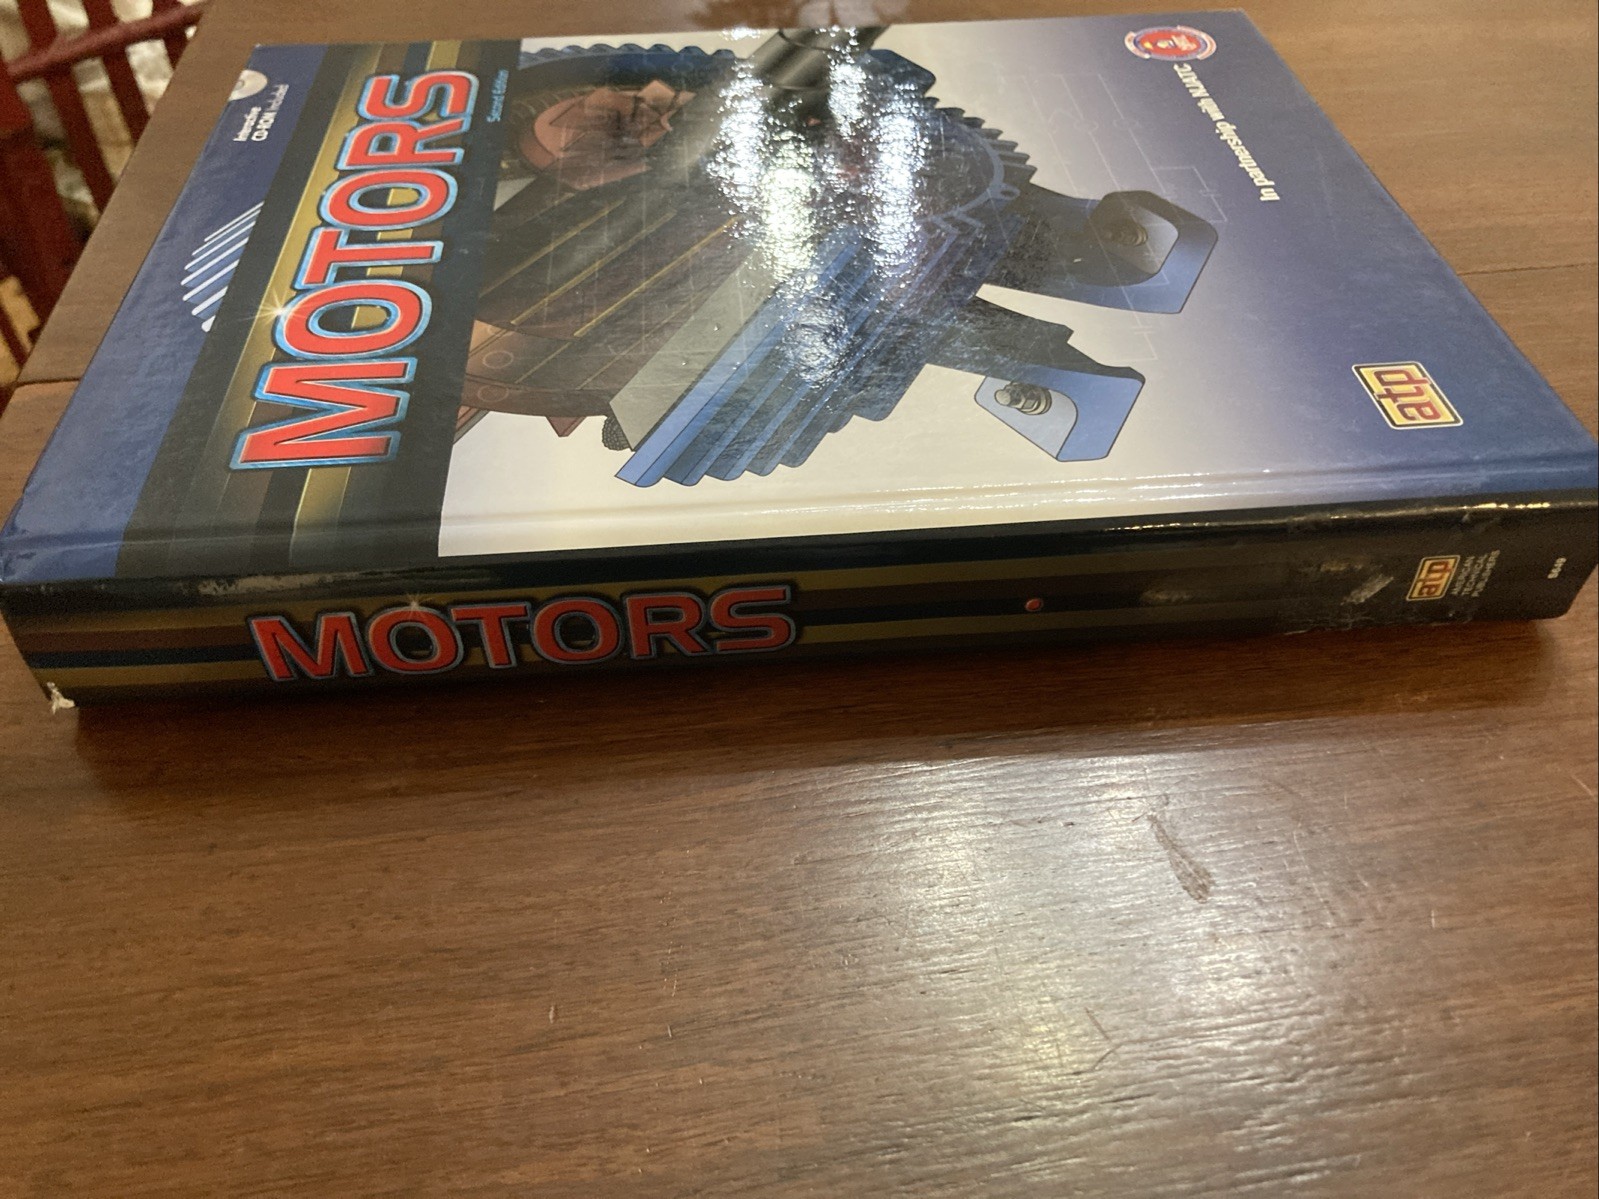 Interactive
CD-ROM Included
MOTORS
Second Edition
In partnership with NJATC
atp
MOTORS
atp
AMERICAN
TECHNICAL
PUBLISHERS